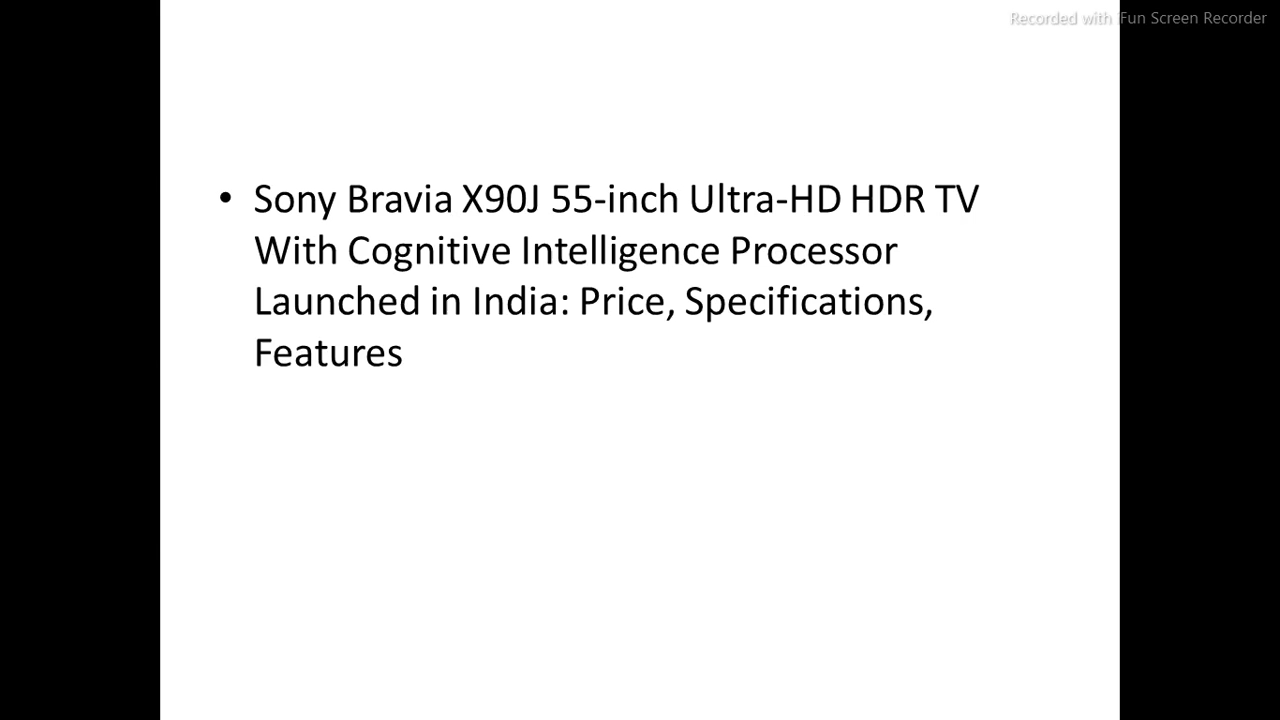 Recorded with iFun Screen Recorder
• Sony Bravia X90J 55-inch Ultra-HD HDR TV
With Cognitive Intelligence Processor
Launched in India: Price, Specifications,
Features